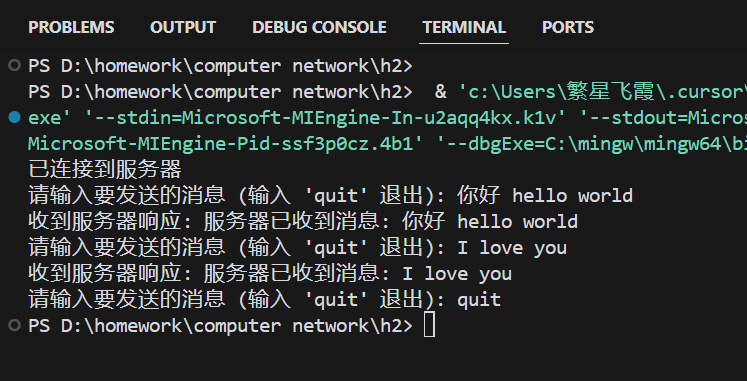 PROBLEMS OUTPUT DEBUG CONSOLE TERMINAL PORTS
PS D:\homework\computer network\h2>
PS D:\homework\computer network\h2>  & 'c:\Users\繁星飞霞\.cursor\
exe' '--stdin=Microsoft-MIEngine-In-u2aqq4kx.k1v' '--stdout=Micros
Microsoft-MIEngine-Pid-ssf3p0cz.4b1' '--dbgExe=C:\mingw\mingw64\bi
已连接到服务器
请输入要发送的消息 (输入 'quit' 退出): 你好 hello world
收到服务器响应: 服务器已收到消息: 你好 hello world
请输入要发送的消息 (输入 'quit' 退出): I love you
收到服务器响应: 服务器已收到消息: I love you
请输入要发送的消息 (输入 'quit' 退出): quit
PS D:\homework\computer network\h2>